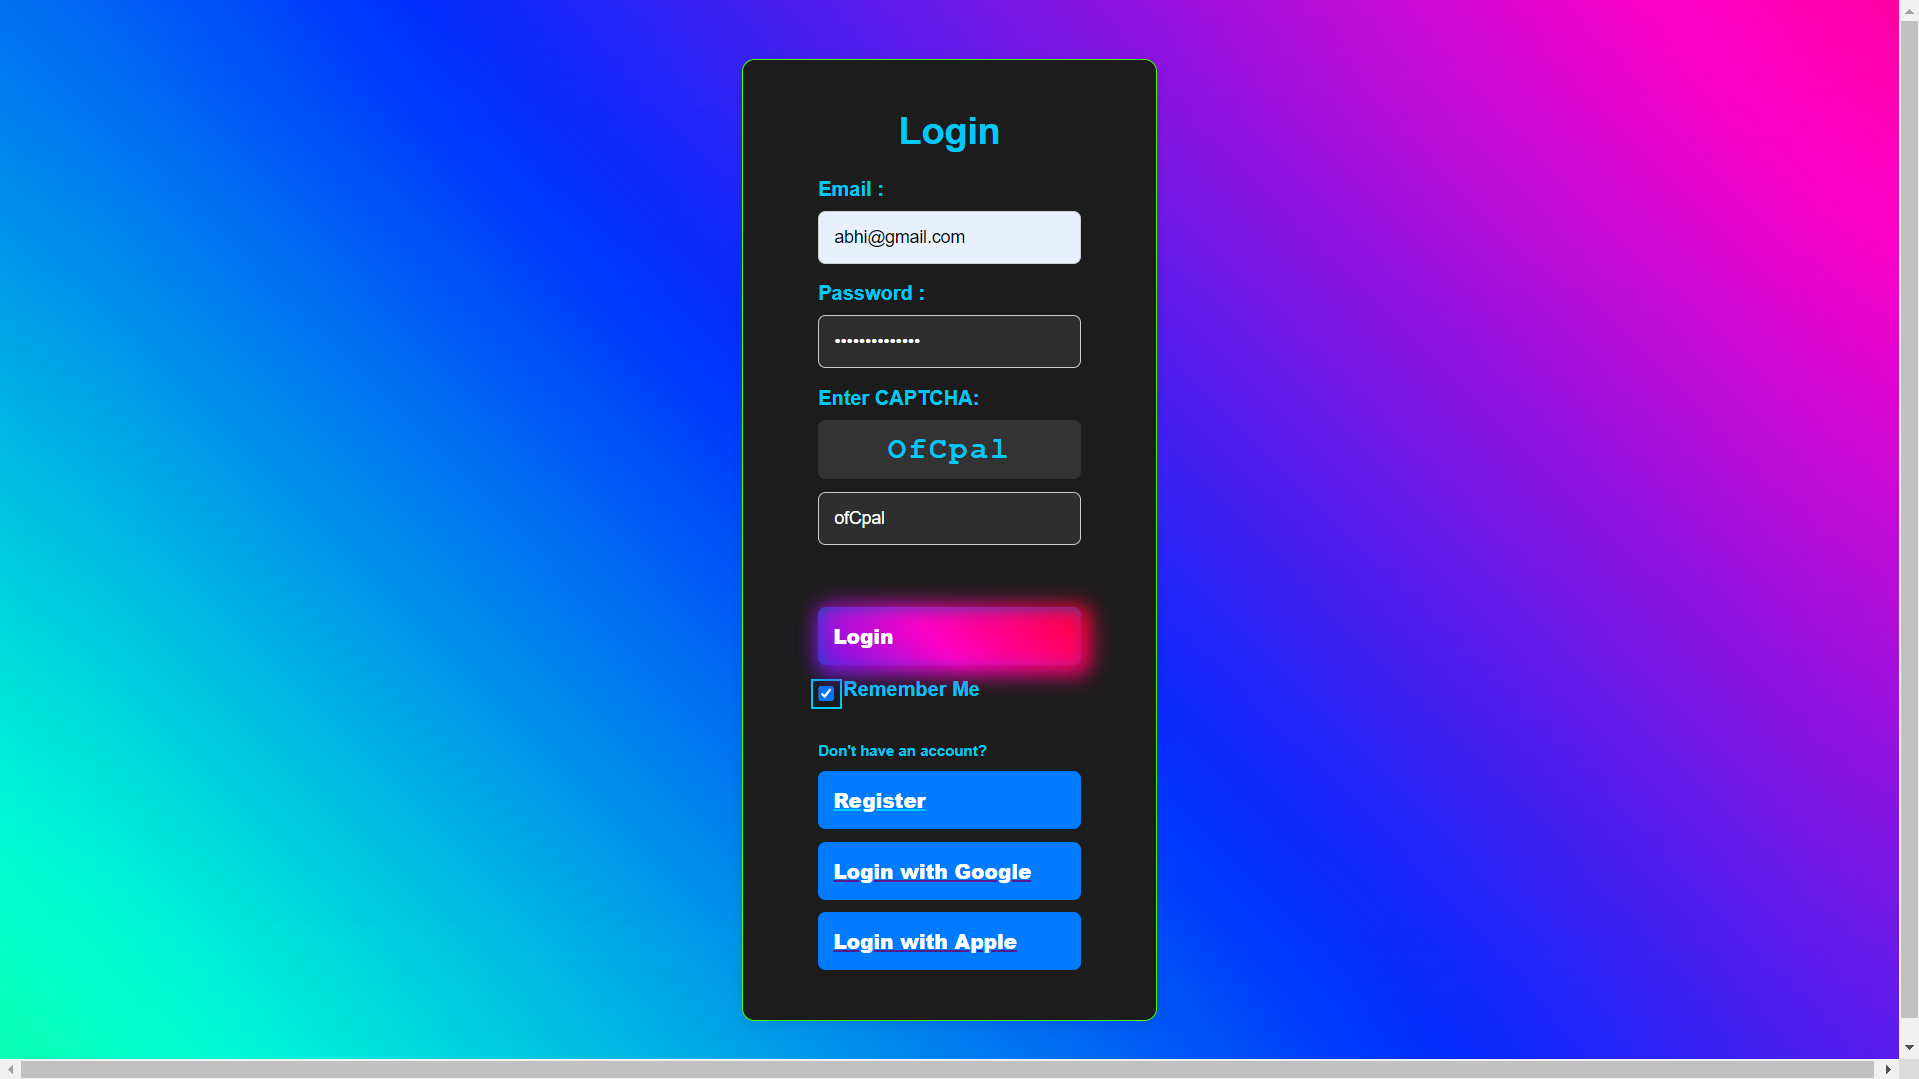 Login
Email :
abhi@gmail.com
Password :
••••••••••••••
Enter CAPTCHA:
OfCpal
ofCpal
Login
Remember Me
Don't have an account?
Register
Login with Google
Login with Apple